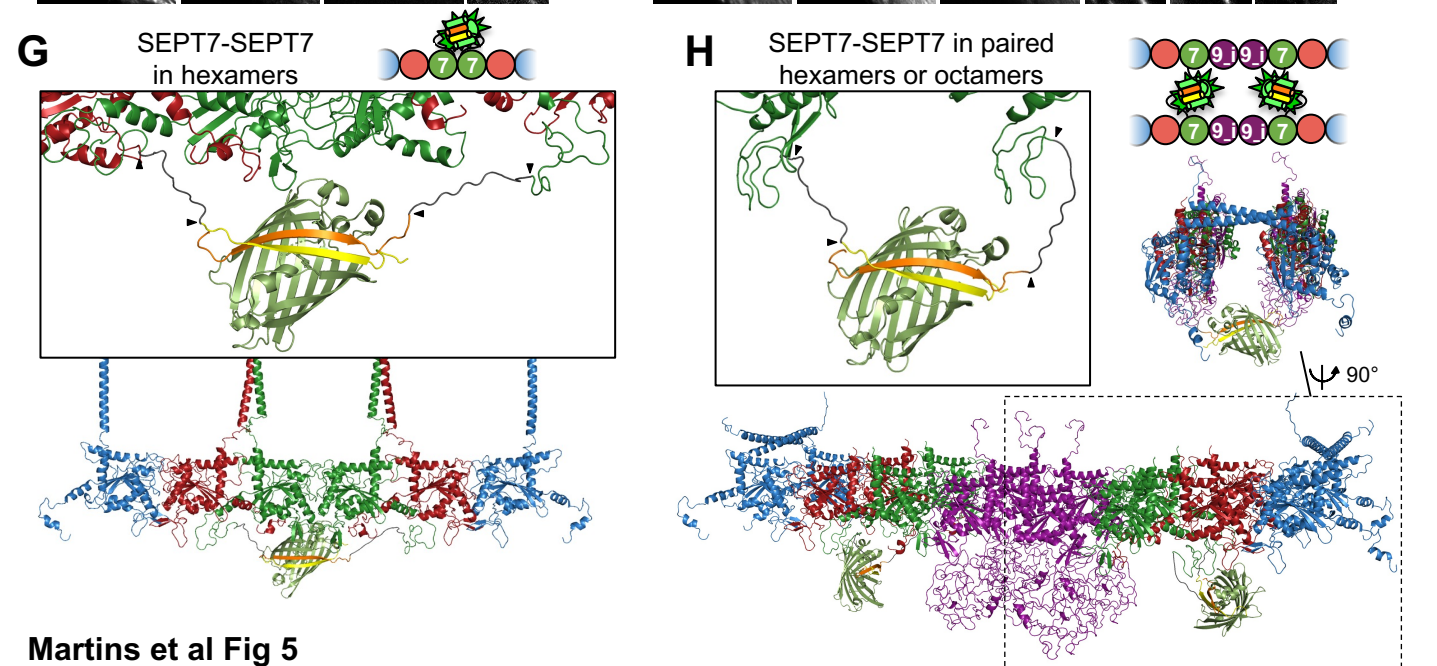 G
SEPT7-SEPT7
in hexamers
7 7
H
SEPT7-SEPT7 in paired
hexamers or octamers
7 9_i 9_i 7
7 9_i 9_i 7
90°
Martins et al Fig 5